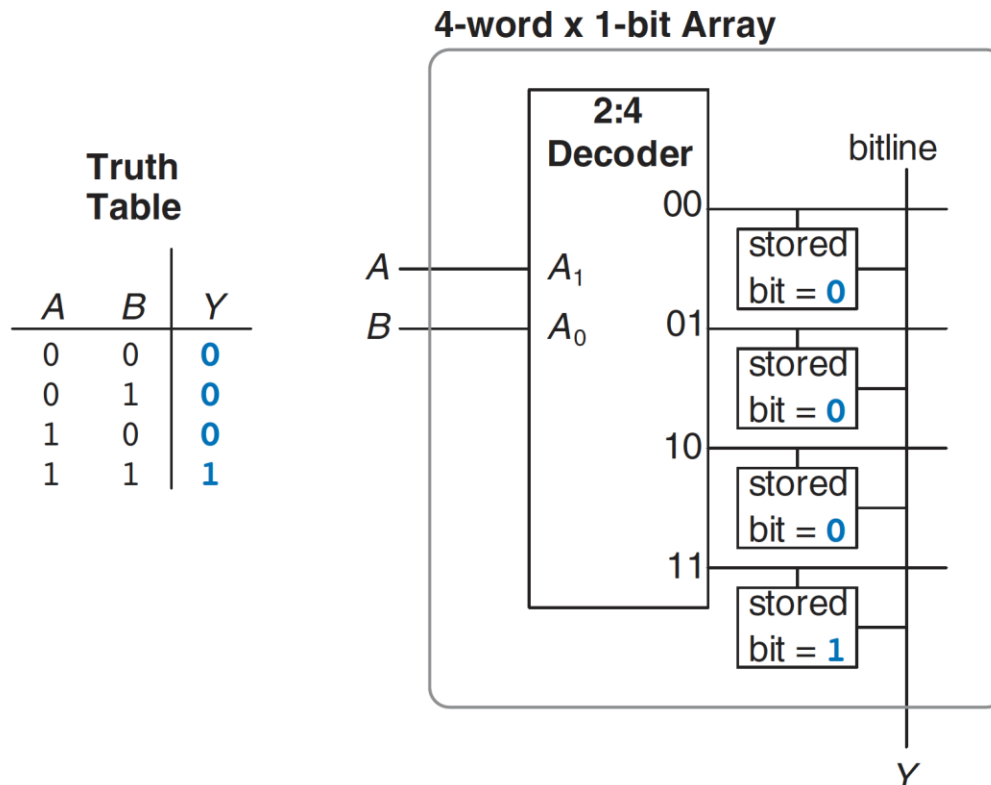 4-word x 1-bit Array
2:4
Decoder
bitline
Truth
Table
00
stored
bit = 0
A
A₁
01
B
A₀
stored
bit = 0
A B Y
0 0 0
0 1 0
1 0 0
1 1 1
10
stored
bit = 0
11
stored
bit = 1
Y